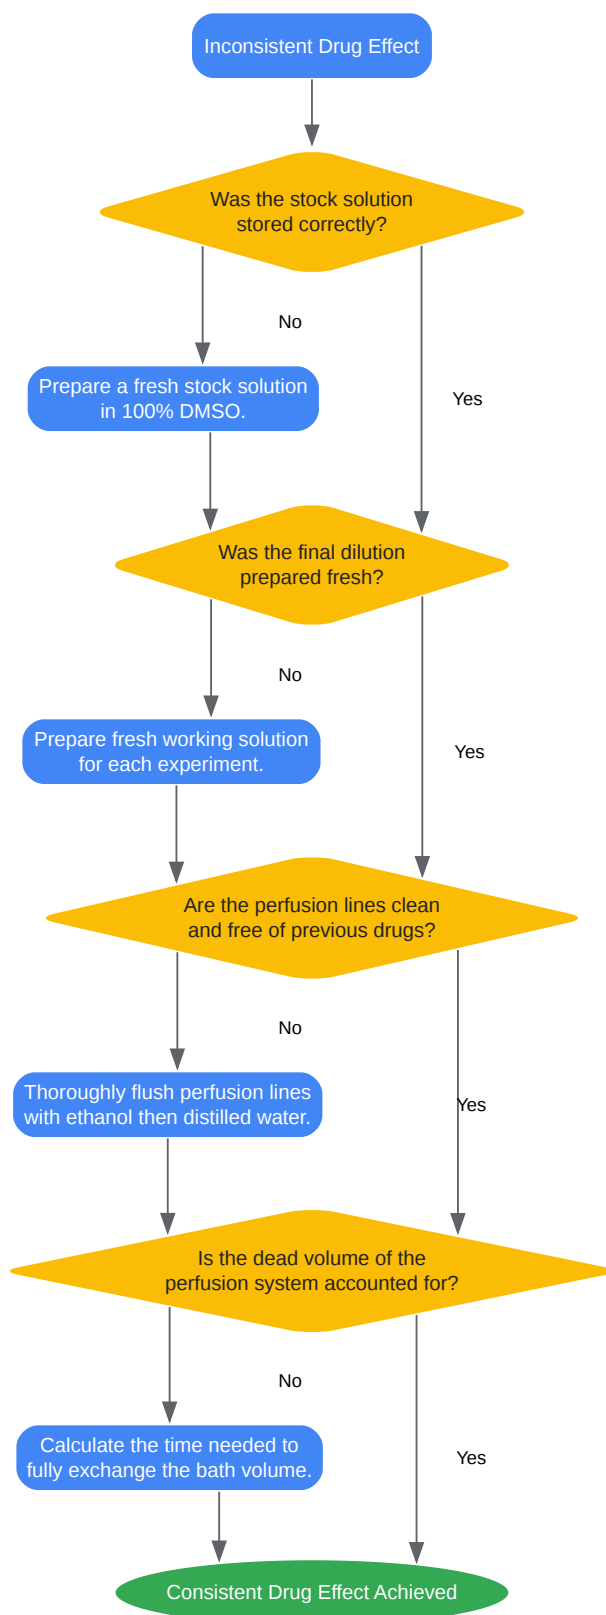 Inconsistent Drug Effect
Was the stock solution
stored correctly?
No
Prepare a fresh stock solution
in 100% DMSO.
Yes
Was the final dilution
prepared fresh?
No
Prepare fresh working solution
for each experiment.
Yes
Are the perfusion lines clean
and free of previous drugs?
No
Thoroughly flush perfusion lines
with ethanol then distilled water.
Yes
Is the dead volume of the
perfusion system accounted for?
No
Calculate the time needed to
fully exchange the bath volume.
Yes
Consistent Drug Effect Achieved